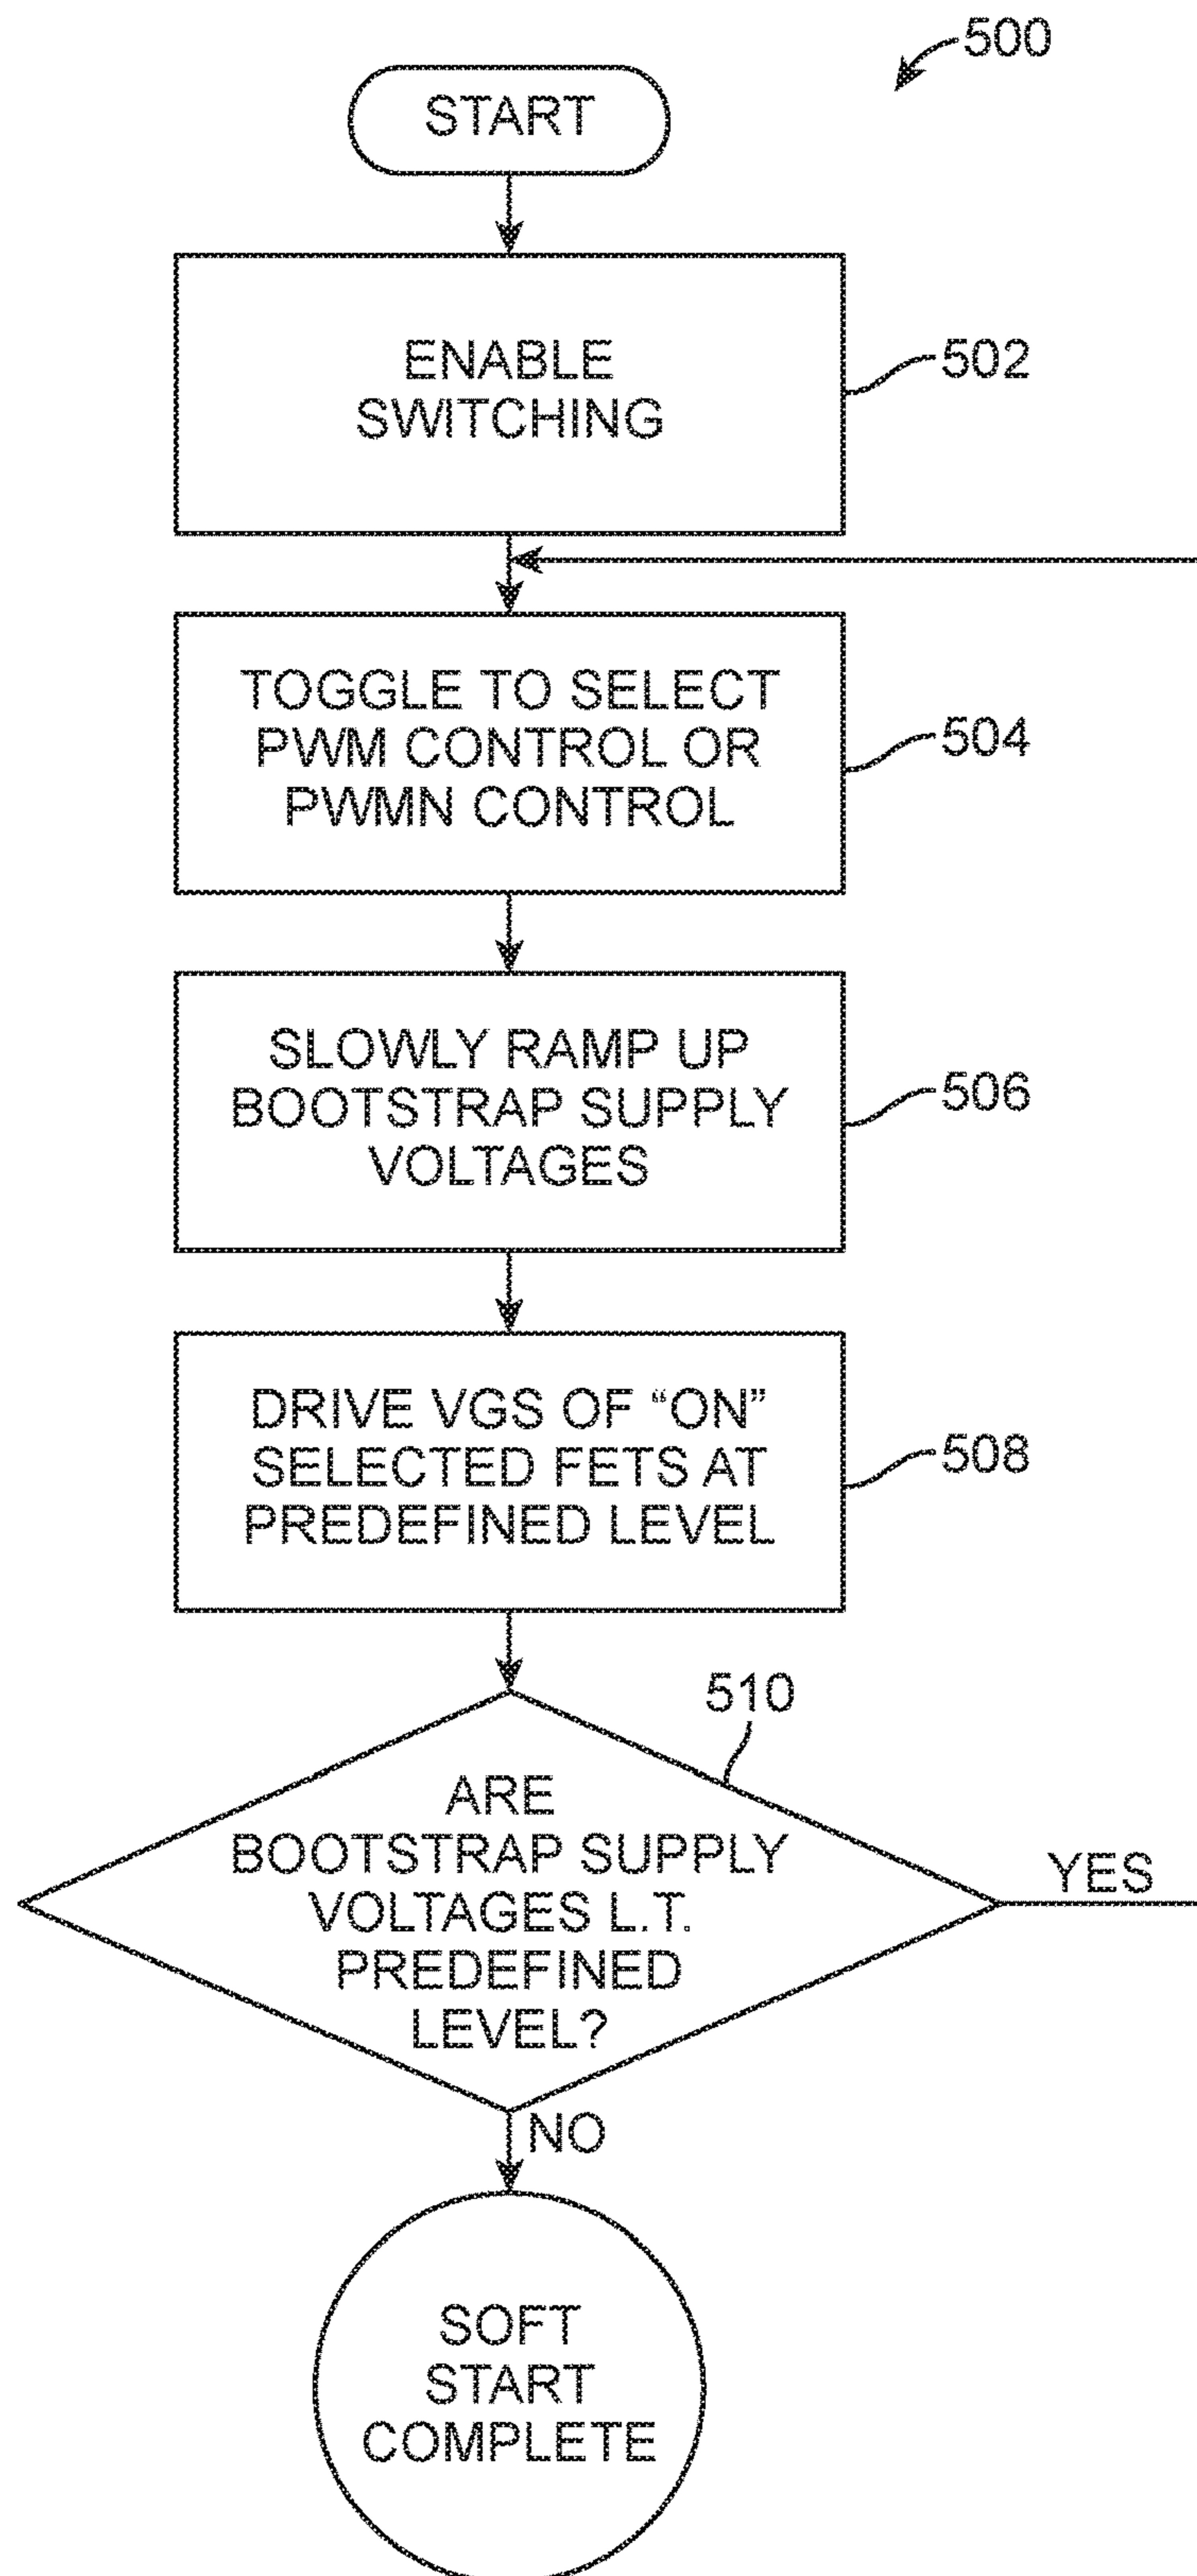 500
START
ENABLE
SWITCHING
502
TOGGLE TO SELECT
PWM CONTROL OR
PWMN CONTROL
504
SLOWLY RAMP UP
BOOTSTRAP SUPPLY
VOLTAGES
506
DRIVE VGS OF “ON”
SELECTED FETS AT
PREDEFINED LEVEL
508
510
ARE
BOOTSTRAP SUPPLY
VOLTAGES L.T.
PREDEFINED
LEVEL?
YES
NO
SOFT
START
COMPLETE